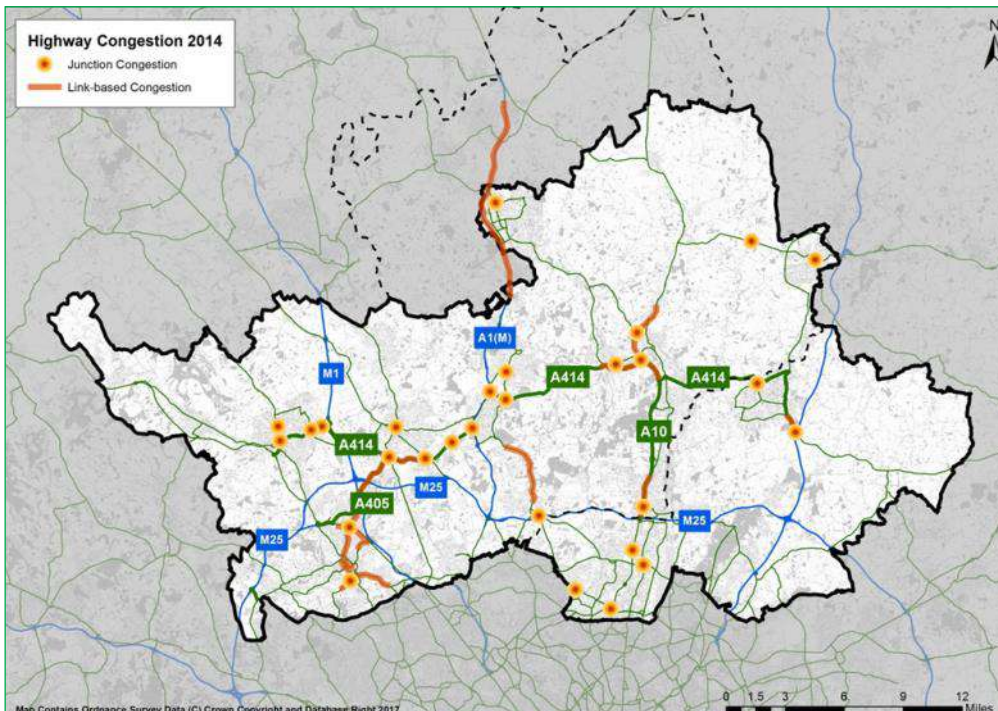 Highway Congestion 2014
Junction Congestion
Link-based Congestion
N
A1(M)
M1
A414
A414
A10
A414
M25
A405
M25
M25
0 1.5 3 6 9 12
Miles
Map Contains Ordnance Survey Data (C) Crown Copyright and Database Right 2017